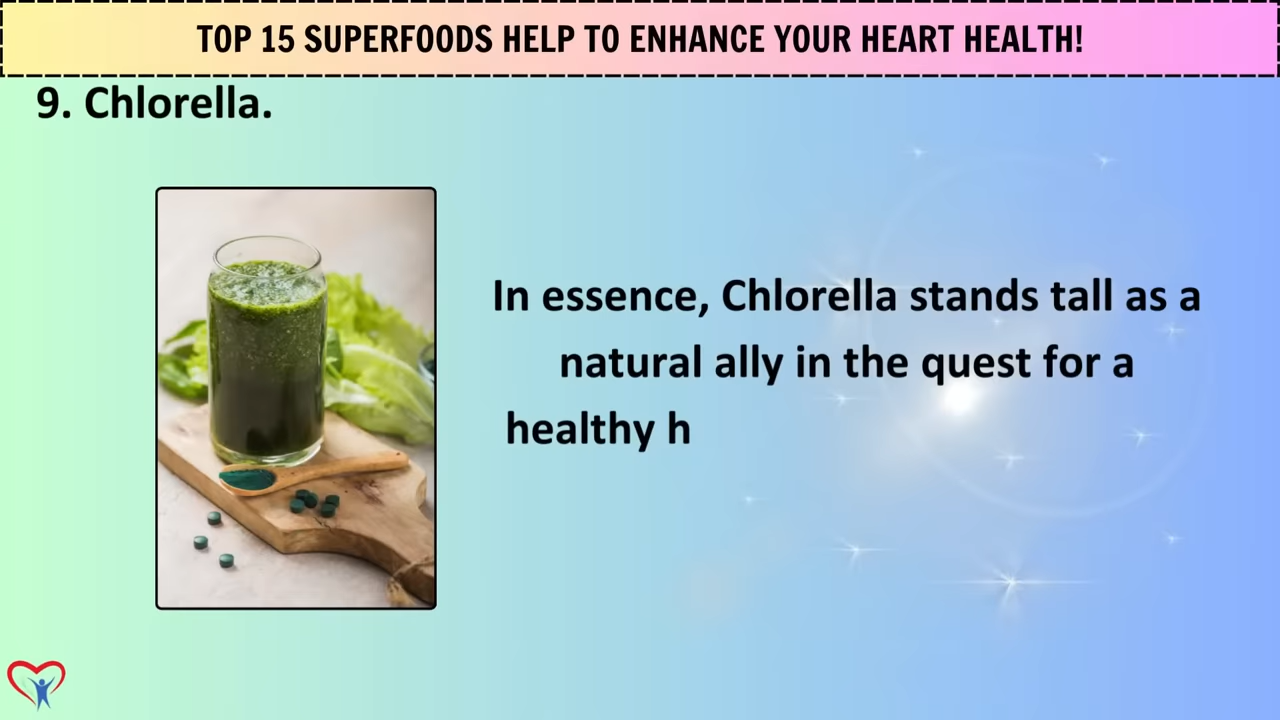 TOP 15 SUPERFOODS HELP TO ENHANCE YOUR HEART HEALTH!
9. Chlorella.
In essence, Chlorella stands tall as a
natural ally in the quest for a
healthy h